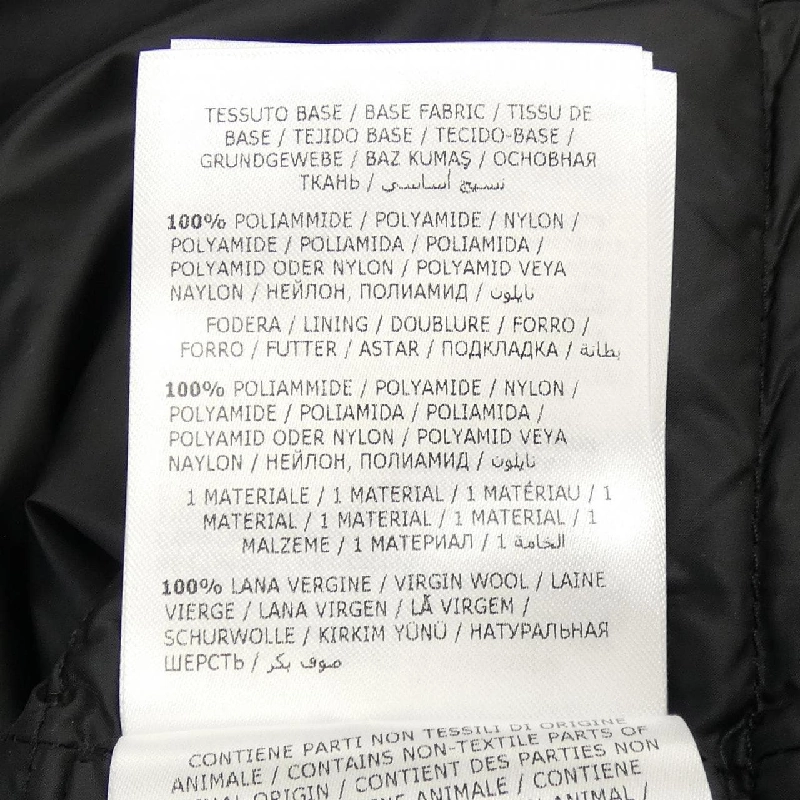 TESSUTO BASE / BASE FABRIC / TISSU DE
BASE / TEJIDO BASE / TECIDO-BASE /
GRUNDGEWEBE / BAZ KUMAŞ / ОСНОВНАЯ
ТКАНЬ / نسيج أساسي
100% POLIAMMIDE / POLYAMIDE / NYLON /
POLYAMIDE / POLIAMIDA / POLIAMIDA /
POLYAMID ODER NYLON / POLYAMID VEYA
NAYLON / НЕЙЛОН, ПОЛИАМИД / نايلون
FODERA / LINING / DOUBLURE / FORRO /
FORRO / FUTTER / ASTAR / ПОДКЛАДКА / بطانة
100% POLIAMMIDE / POLYAMIDE / NYLON /
POLYAMIDE / POLIAMIDA / POLIAMIDA /
POLYAMID ODER NYLON / POLYAMID VEYA
NAYLON / НЕЙЛОН, ПОЛИАМИД / نايلون
1 MATERIALE / 1 MATERIAL / 1 MATÉRIAU / 1
MATERIAL / 1 MATERIAL / 1 MATERIAL / 1
MALZEME / 1 МАТЕРИАЛ / 1 الخامة
100% LANA VERGINE / VIRGIN WOOL / LAINE
VIERGE / LANA VIRGEN / LÃ VIRGEM /
SCHURWOLLE / KIRKIM YÜNÜ / НАТУРАЛЬНАЯ
ШЕРСТЬ / صوف بكر
CONTIENE PARTI NON TESSILI DI ORIGINE
ANIMALE / CONTAINS NON-TEXTILE PARTS OF
ORIGIN / CONTIENT DES PARTIES NON
ANIMALE / CONTIENE
ANIMAL /